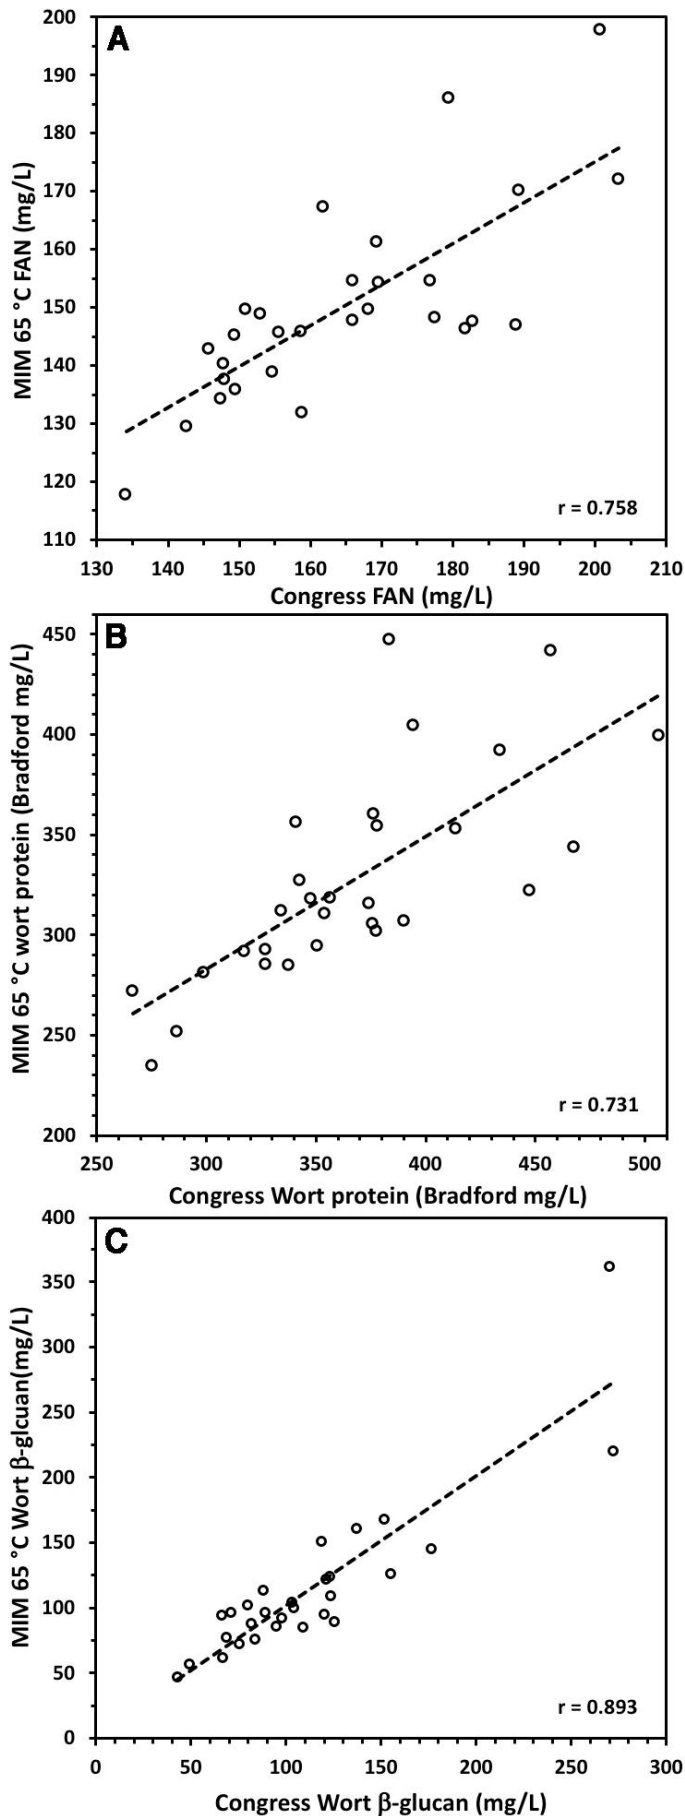 A
200
190
180
170
160
150
140
130
120
110
MIM 65 °C FAN (mg/L)
r = 0.758
130 140 150 160 170 180 190 200 210
Congress FAN (mg/L)
B
450
400
350
300
250
200
MIM 65 °C wort protein (Bradford mg/L)
r = 0.731
250 300 350 400 450 500
Congress Wort protein (Bradford mg/L)
C
400
350
300
250
200
150
100
50
0
MIM 65 °C Wort β-glcuan(mg/L)
r = 0.893
0 50 100 150 200 250 300
Congress Wort β-glucan (mg/L)